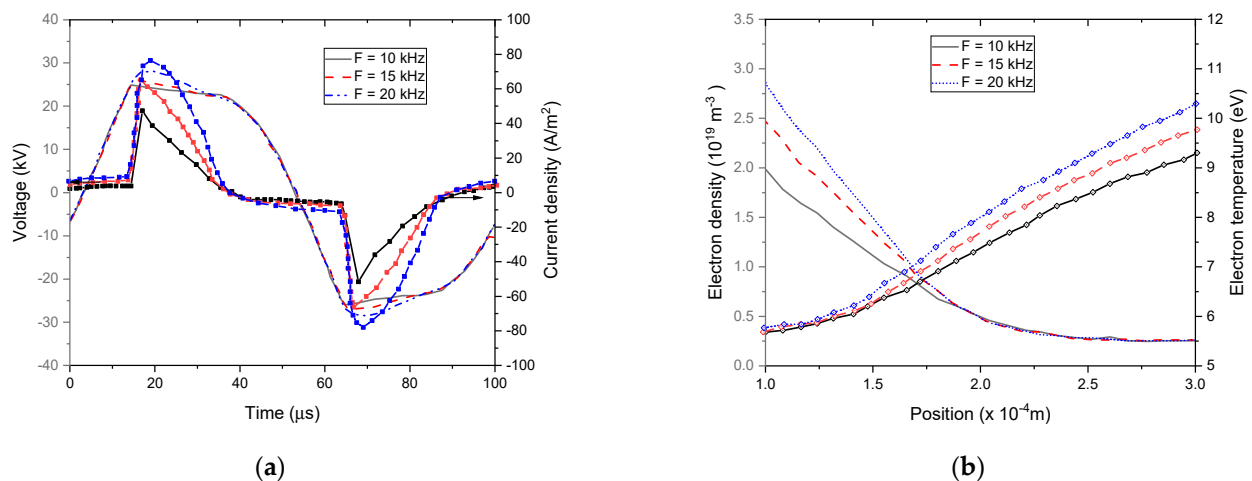 40
30
20
10
0
-10
-20
-30
-40
Voltage (kV)
100
80
60
40
20
0
-20
-40
-60
-80
-100
Current density (A/m²)
F = 10 kHz
F = 15 kHz
F = 20 kHz
0 20 40 60 80 100
Time (μs)
(a)
3.5
3.0
2.5
2.0
1.5
1.0
0.5
0.0
Electron density (10¹⁹ m⁻³)
12
11
10
9
8
7
6
5
Electron temperature (eV)
F = 10 kHz
F = 15 kHz
F = 20 kHz
1.0 1.5 2.0 2.5 3.0
Position (x 10⁻⁴m)
(b)